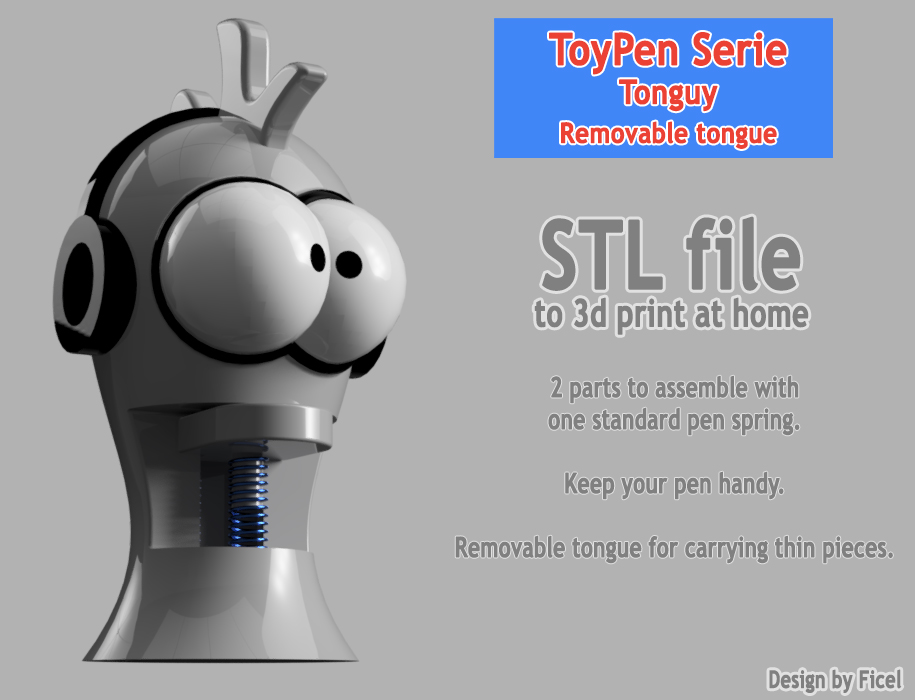 ToyPen Serie
Tonguy
Removable tongue
STL file
to 3d print at home
2 parts to assemble with
one standard pen spring.
Keep your pen handy.
Removable tongue for carrying thin pieces.
Design by Ficel